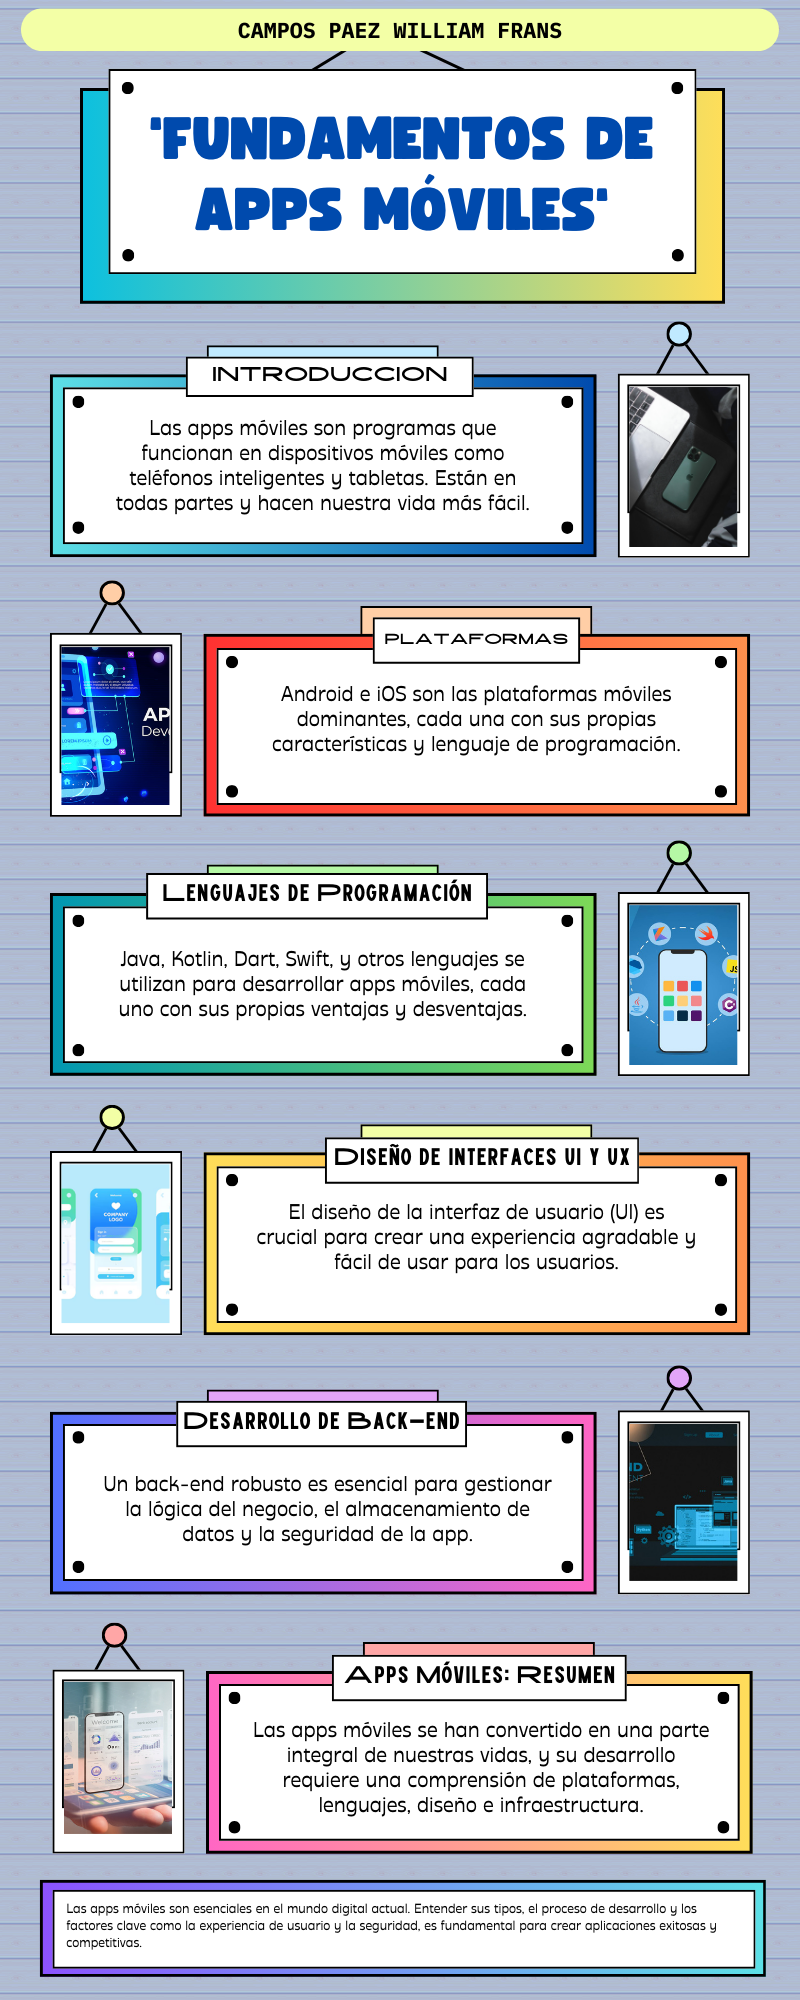 CAMPOS PAEZ WILLIAM FRANS
"FUNDAMENTOS DE
APPS MÓVILES"
INTRODUCCION
Las apps móviles son programas que
funcionan en dispositivos móviles como
teléfonos inteligentes y tabletas. Están en
todas partes y hacen nuestra vida más fácil.
AP
Deve
PLATAFORMAS
Android e iOS son las plataformas móviles
dominantes, cada una con sus propias
características y lenguaje de programación.
LENGUAJES DE PROGRAMACIÓN
Java, Kotlin, Dart, Swift, y otros lenguajes se
utilizan para desarrollar apps móviles, cada
uno con sus propias ventajas y desventajas.
JS
COMPANY
LOGO
DISEÑO DE INTERFACES UI Y UX
El diseño de la interfaz de usuario (UI) es
crucial para crear una experiencia agradable y
fácil de usar para los usuarios.
DESARROLLO DE BACK-END
Un back-end robusto es esencial para gestionar
la lógica del negocio, el almacenamiento de
datos y la seguridad de la app.
Welcome
APPS MÓVILES: RESUMEN
Las apps móviles se han convertido en una parte
integral de nuestras vidas, y su desarrollo
requiere una comprensión de plataformas,
lenguajes, diseño e infraestructura.
Las apps móviles son esenciales en el mundo digital actual. Entender sus tipos, el proceso de desarrollo y los
factores clave como la experiencia de usuario y la seguridad, es fundamental para crear aplicaciones exitosas y
competitivas.